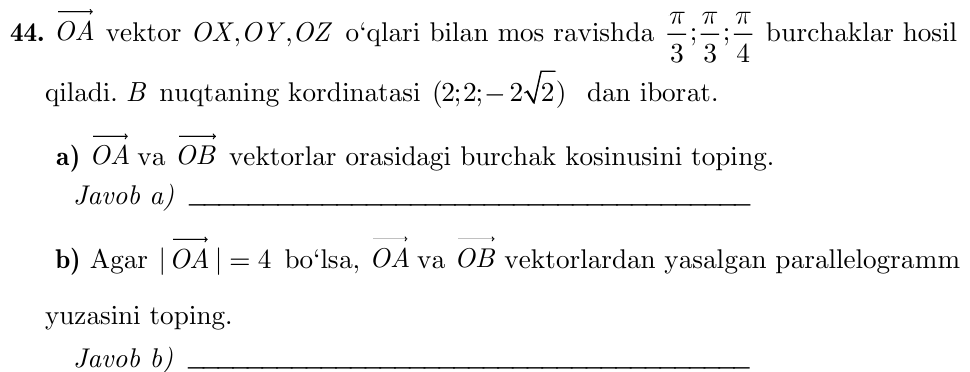 44. $\overrightarrow{OA}$ vektor $OX, OY, OZ$ o‘qlari bilan mos ravishda $\frac{\pi}{3}; \frac{\pi}{3}; \frac{\pi}{4}$ burchaklar hosil
qiladi. $B$ nuqtaning kordinatasi $(2;2;-2\sqrt{2})$ dan iborat.
a) $\overrightarrow{OA}$ va $\overrightarrow{OB}$ vektorlar orasidagi burchak kosinusini toping.
Javob a) ____________________
b) Agar $|\overrightarrow{OA}| = 4$ bo‘lsa, $\overrightarrow{OA}$ va $\overrightarrow{OB}$ vektorlardan yasalgan parallelogramm
yuzasini toping.
Javob b) ____________________